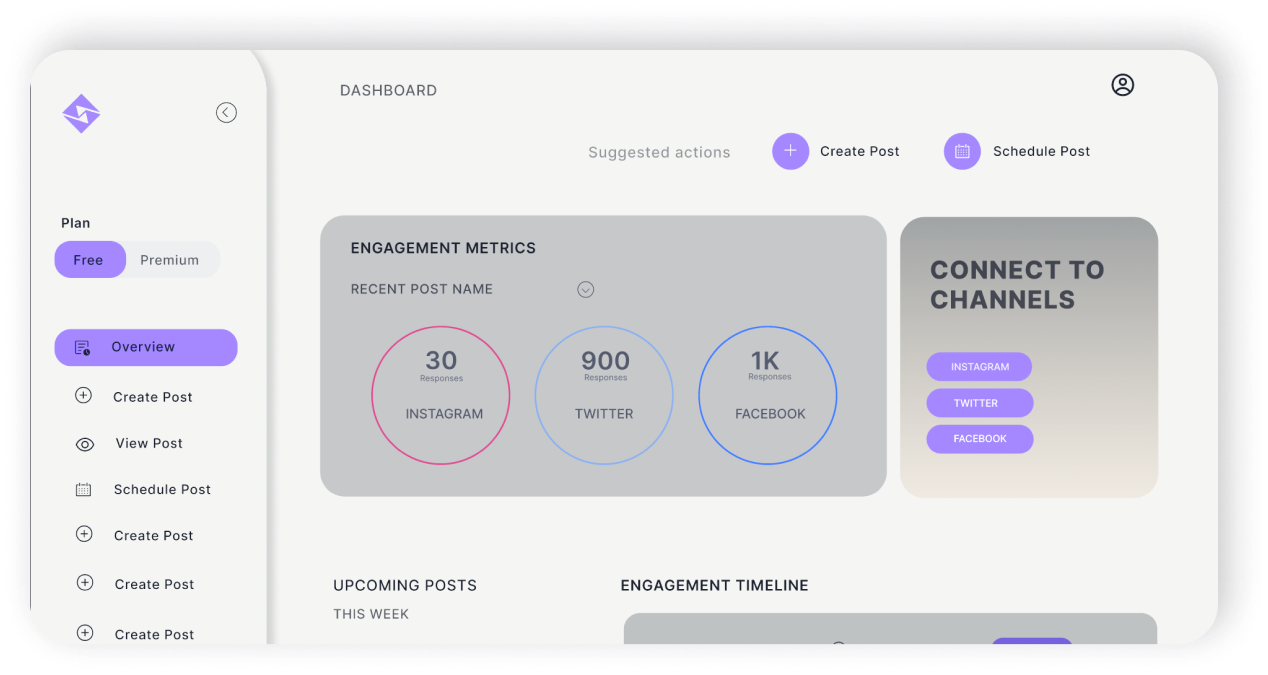 DASHBOARD
Suggested actions
Create Post
Schedule Post
Plan
Free
Premium
Overview
Create Post
View Post
Schedule Post
Create Post
Create Post
Create Post
ENGAGEMENT METRICS
RECENT POST NAME
30
Responses
INSTAGRAM
900
Responses
TWITTER
1K
Responses
FACEBOOK
CONNECT TO
CHANNELS
INSTAGRAM
TWITTER
FACEBOOK
UPCOMING POSTS
THIS WEEK
ENGAGEMENT TIMELINE